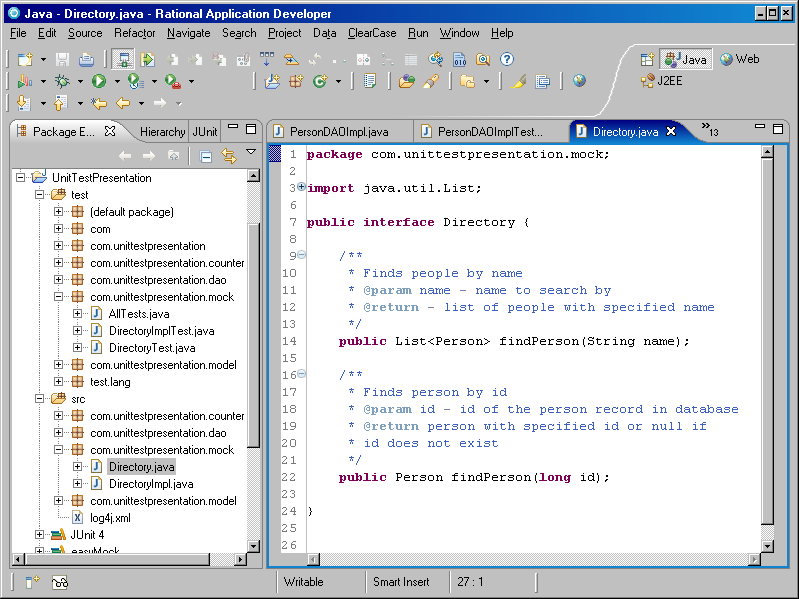 Java - Directory.java - Rational Application Developer
File Edit Source Refactor Navigate Search Project Data ClearCase Run Window Help
Java Web
J2EE
Package E... Hierarchy JUnit
UnitTestPresentation
test
(default package)
com
com.unittestpresentation
com.unittestpresentation.counter
com.unittestpresentation.dao
com.unittestpresentation.mock
AllTests.java
DirectoryImplTest.java
DirectoryTest.java
com.unittestpresentation.model
test.lang
src
com.unittestpresentation.counter
com.unittestpresentation.dao
com.unittestpresentation.mock
Directory.java
DirectoryImpl.java
com.unittestpresentation.model
log4j.xml
JUnit 4
easyMock
PersonDAOImpl.java PersonDAOImplTest... Directory.java »13
1 package com.unittestpresentation.mock;
2
3 import java.util.List;
6
7 public interface Directory {
8
9 /**
10 * Finds people by name
11 * @param name - name to search by
12 * @return - list of people with specified name
13 */
14 public List<Person> findPerson(String name);
15
16 /**
17 * Finds person by id
18 * @param id - id of the person record in database
19 * @return person with specified id or null if
20 * id does not exist
21 */
22 public Person findPerson(long id);
23
24 }
25
26
Writable Smart Insert 27 : 1